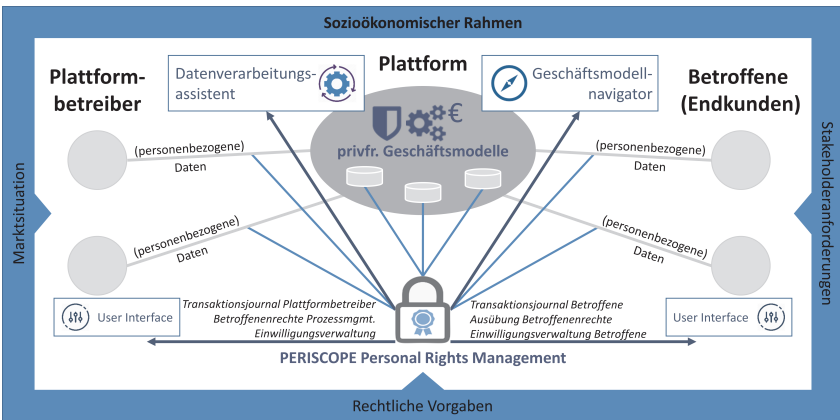 Sozioökonomischer Rahmen
Plattform-
betreiber
Datenverarbeitungs-
assistent
Plattform
Geschäftsmodell-
navigator
Betroffene
(Endkunden)
€
privfr. Geschäftsmodelle
(personenbezogene)
Daten
(personenbezogene)
Daten
(personenbezogene)
Daten
(personenbezogene)
Daten
Marktsituation
Stakeholderanforderungen
User Interface
Transaktionsjournal Plattformbetreiber
Betroffenenrechte Prozessmgmt.
Einwilligungsverwaltung
Transaktionsjournal Betroffene
Ausübung Betroffenenrechte
Einwilligungsverwaltung Betroffene
User Interface
PERISCOPE Personal Rights Management
Rechtliche Vorgaben